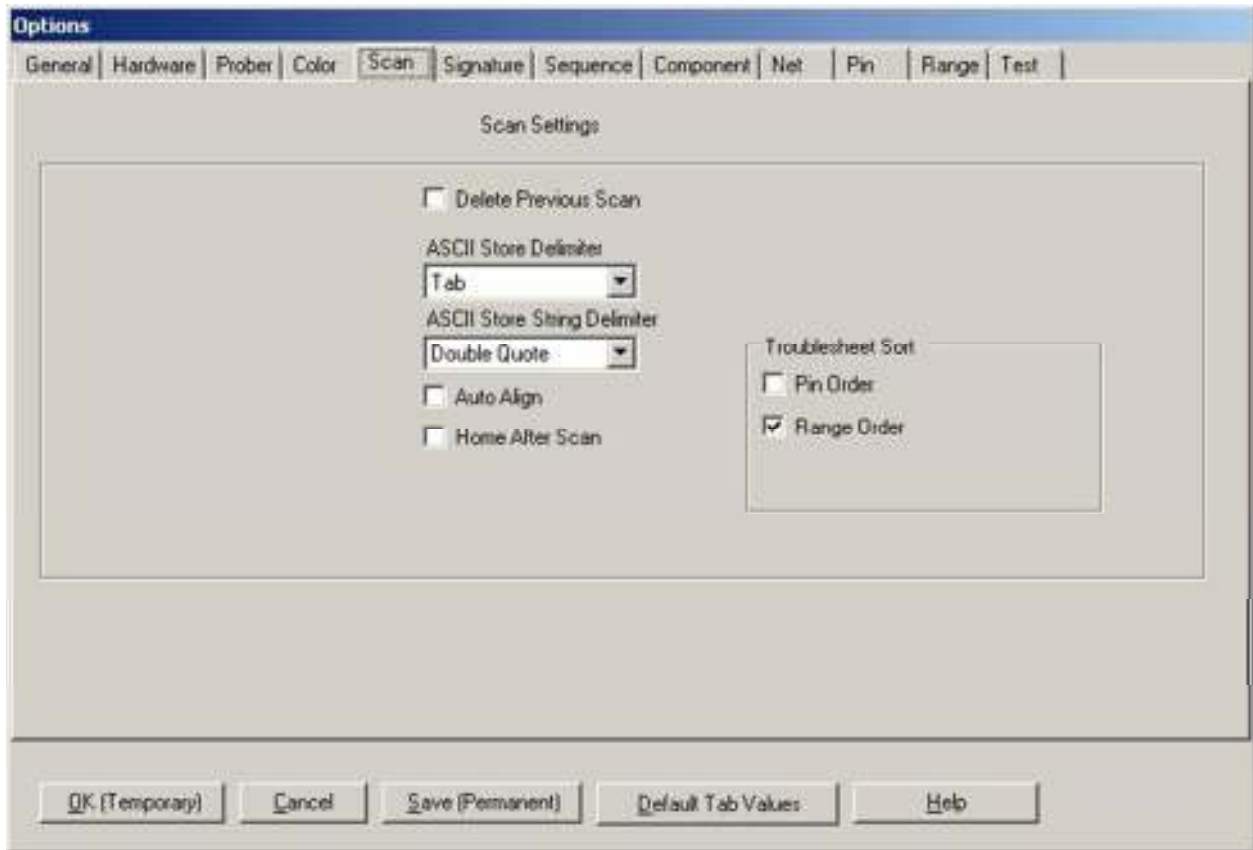 Options
General Hardware Prober Color Scan Signature Sequence Component Net Pin Range Test
Scan Settings
Delete Previous Scan
ASCII Store Delimiter
Tab
ASCII Store String Delimiter
Double Quote
Auto Align
Home After Scan
Troublesheet Sort
Pin Order
Range Order
OK (Temporary) Cancel Save (Permanent) Default Tab Values Help